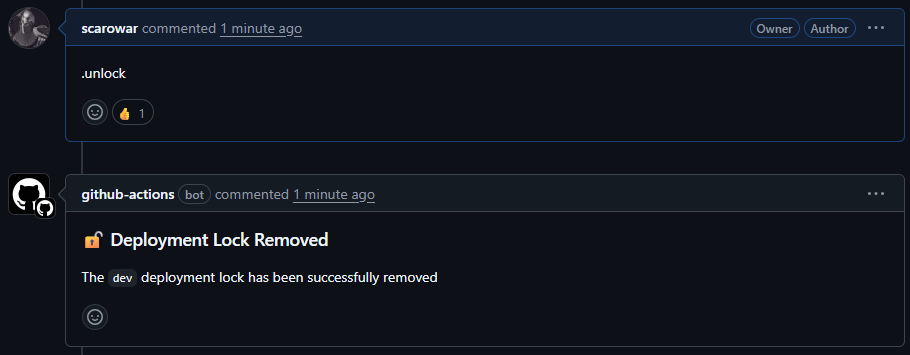 scarowar commented 1 minute ago Owner Author
.unlock
1
github-actions bot commented 1 minute ago
Deployment Lock Removed
The dev deployment lock has been successfully removed